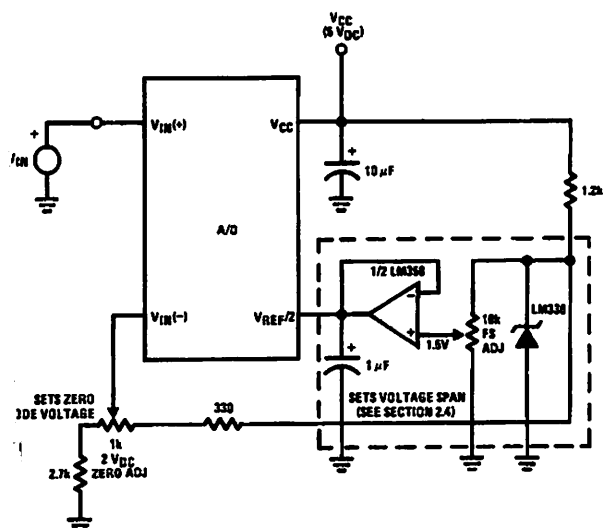 VCC
(5 VDC)
VIN(+)
VCC
+
IN
+
10 µF
1.2k
A/D
1/2 LM358
VIN(−)
VREF/2
−
+
1.5V
10k
FS
ADJ
LM336
+
1 µF
SETS ZERO
ODE VOLTAGE
330
SETS VOLTAGE SPAN
(SEE SECTION 2.4)
1k
2 VDC
ZERO ADJ
2.7k